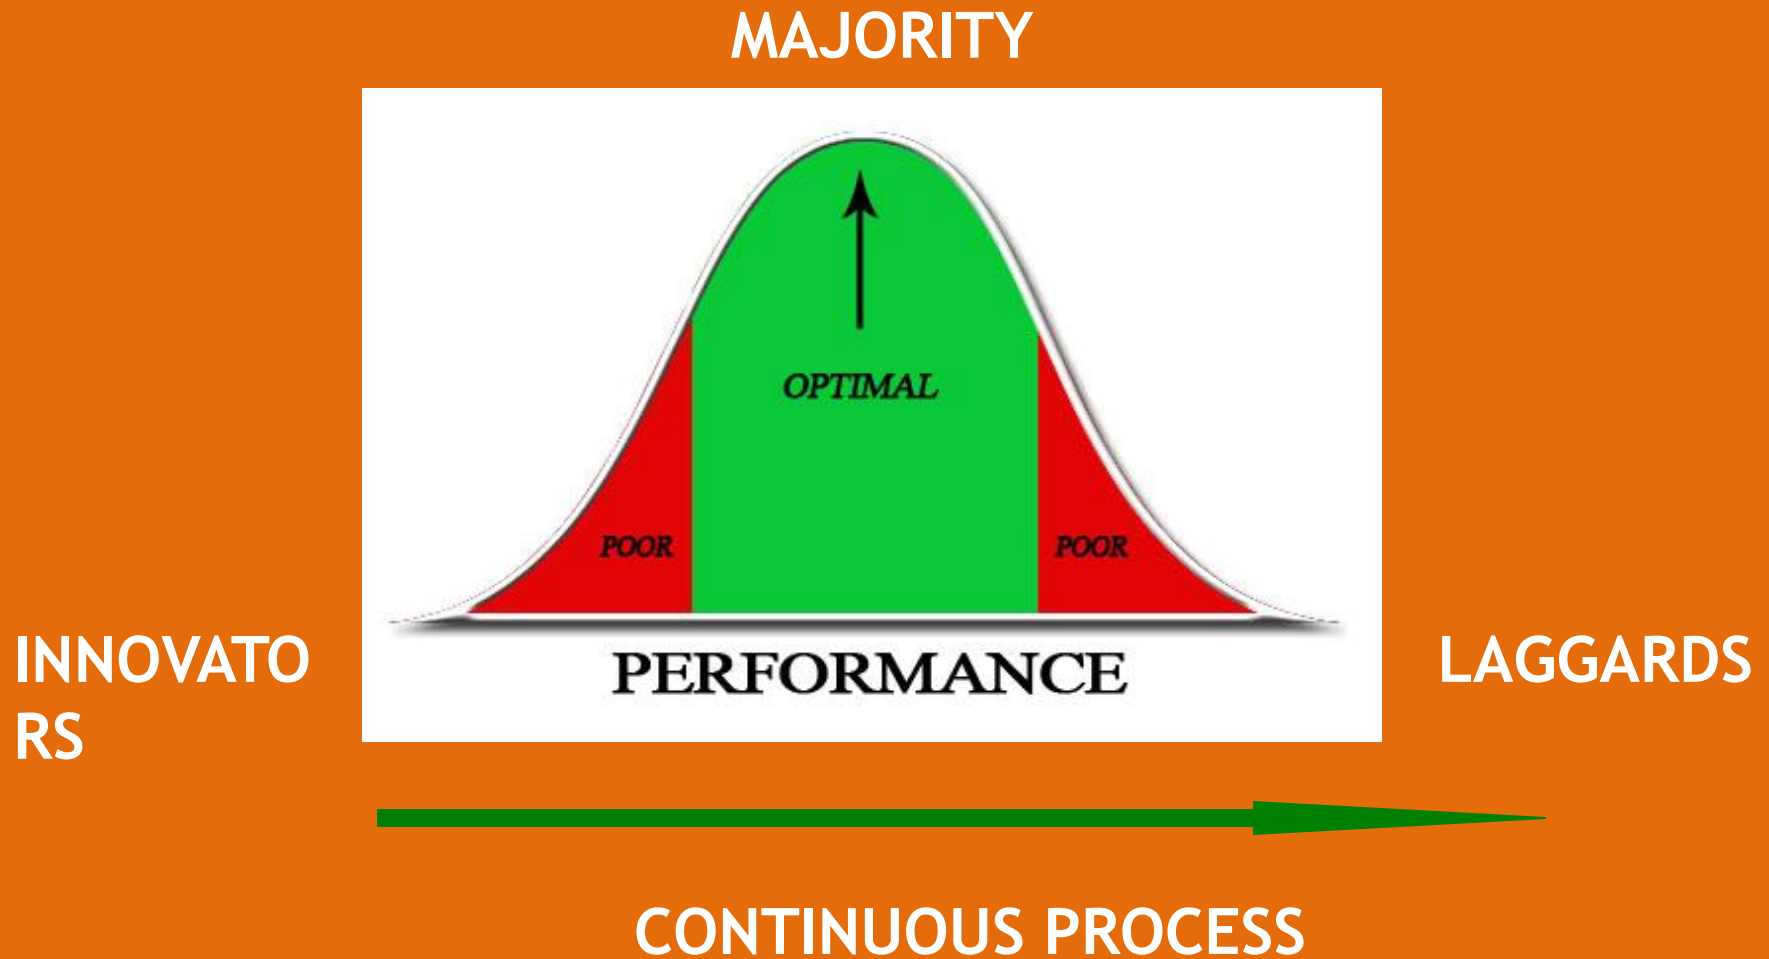 MAJORITY
OPTIMAL
POOR
POOR
PERFORMANCE
INNOVATO
RS
LAGGARDS
CONTINUOUS PROCESS